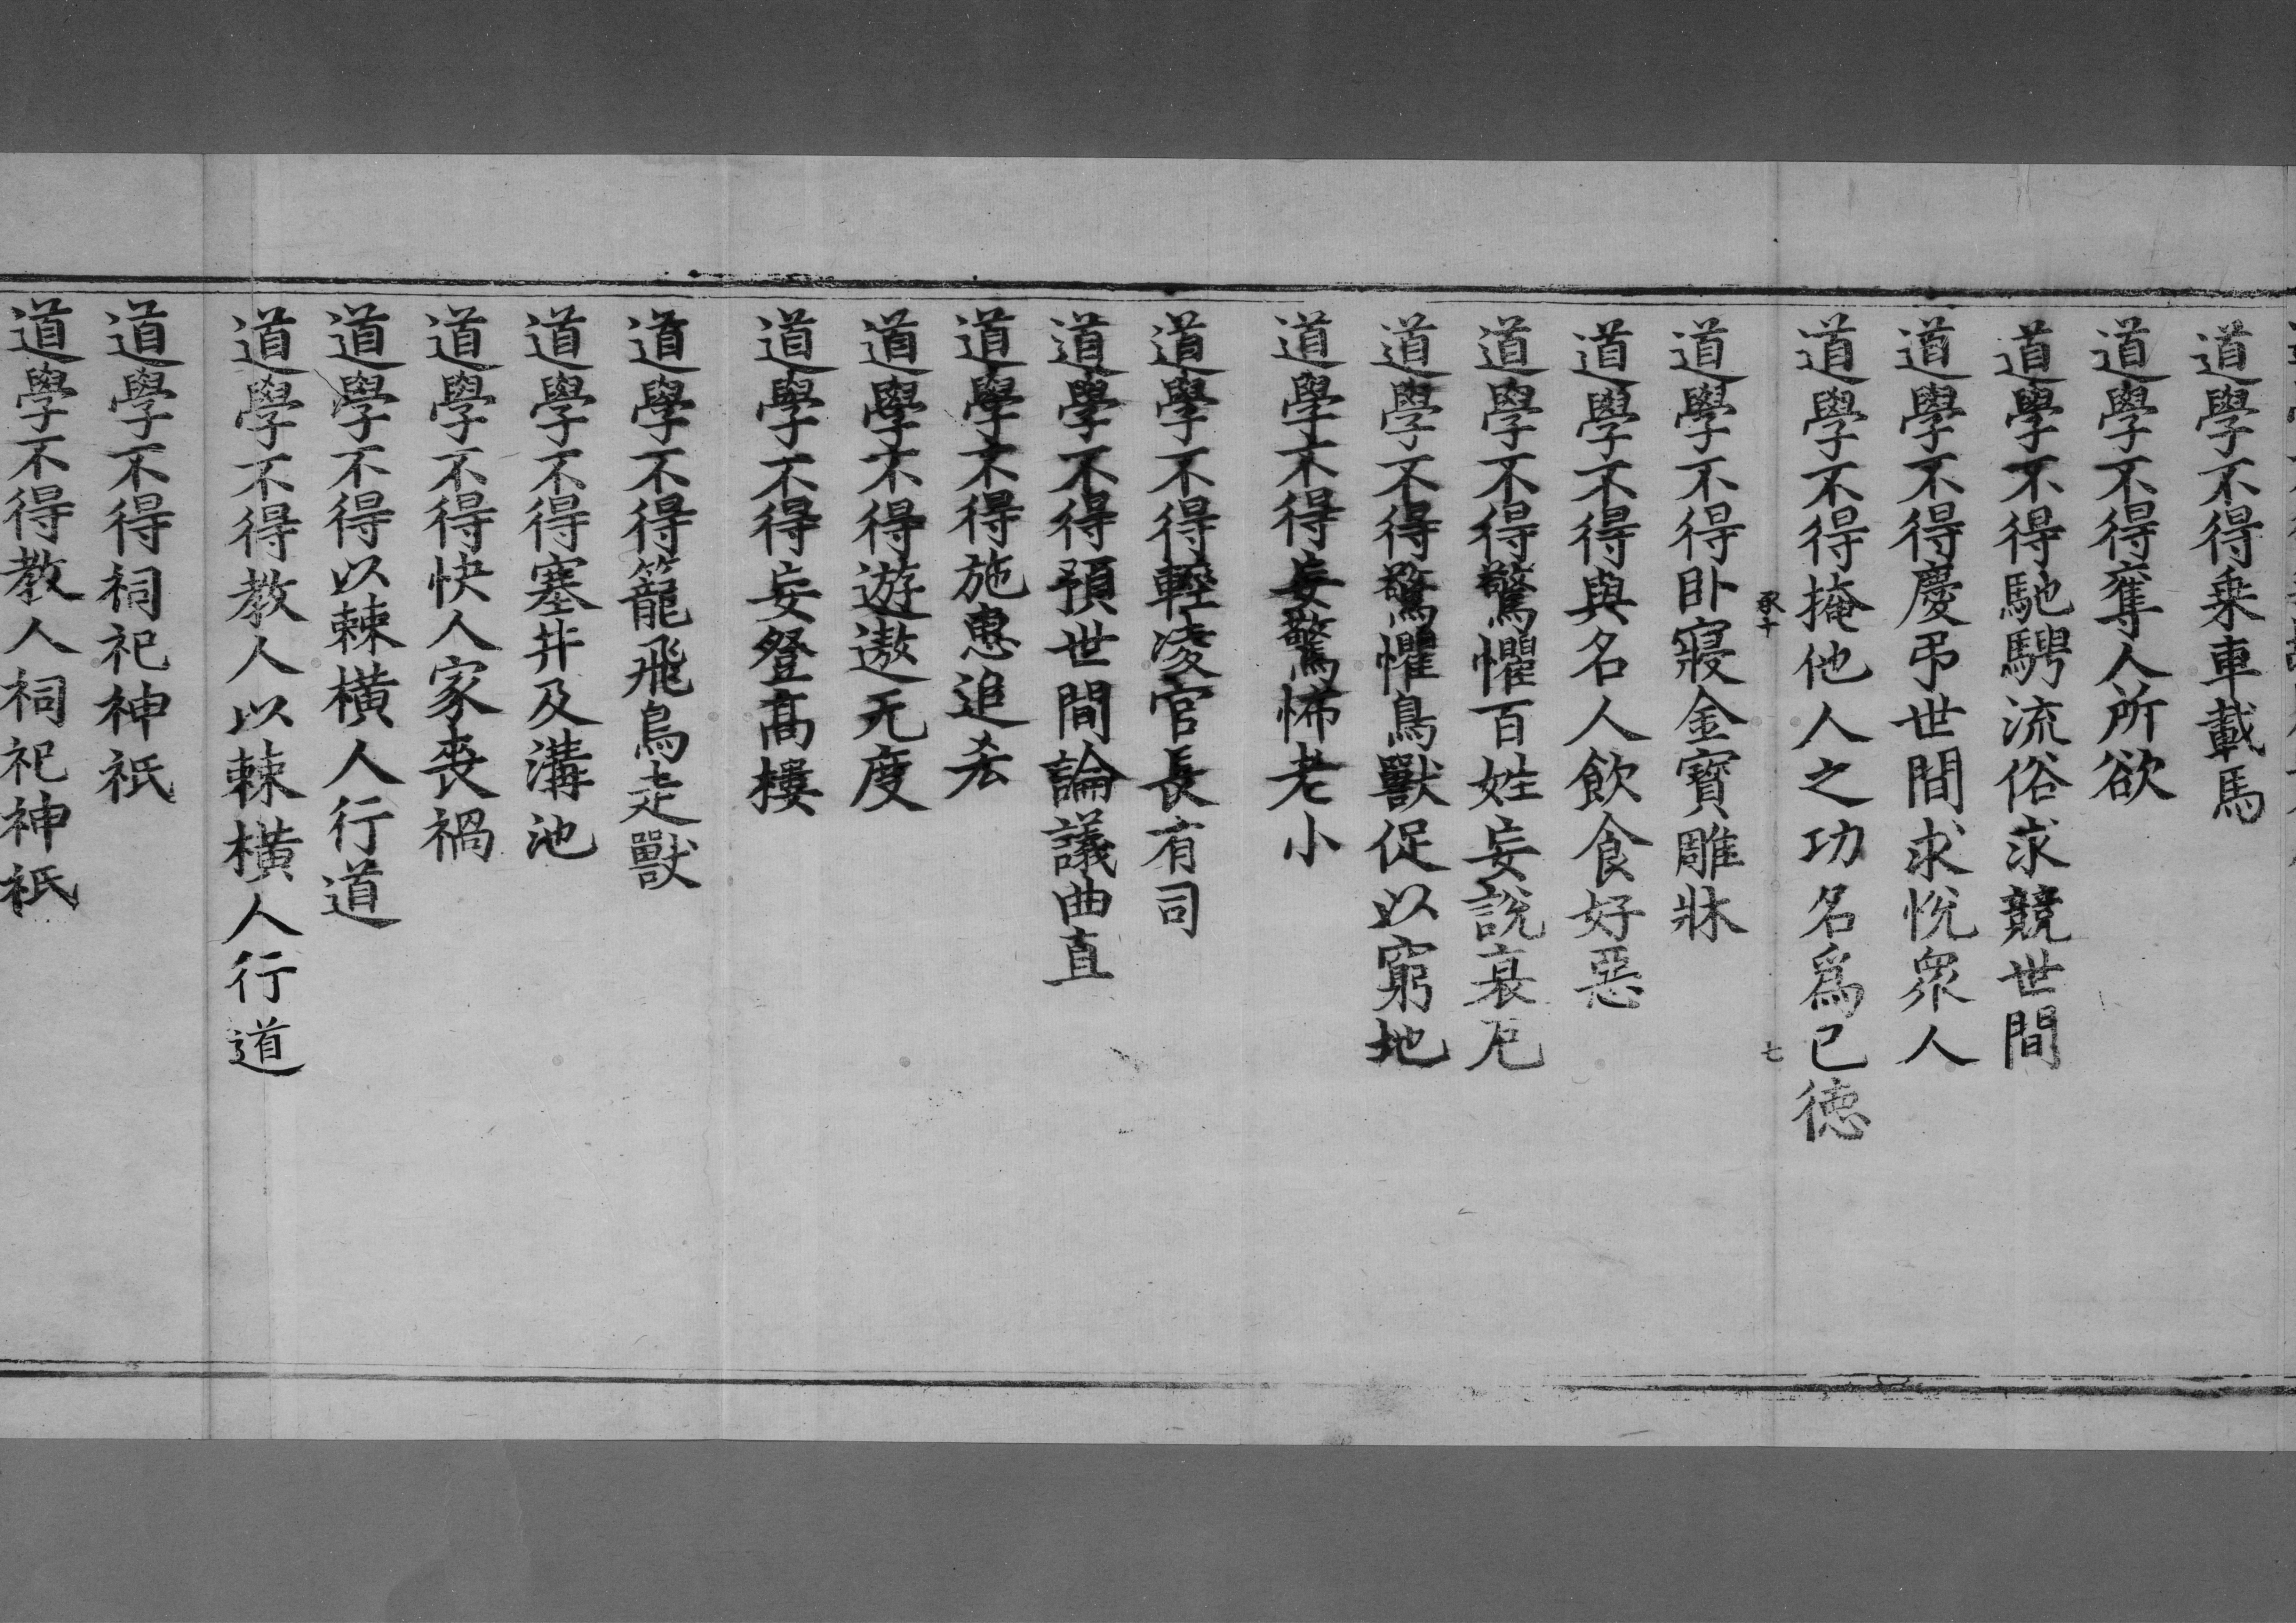 道學不得乗車載馬
道學不得奪人所欲
道學不得馳騁流俗求競世間
道學不得慶弔世間求悅衆人
道學不得掩他人之功名爲己德
承十
七
道學不得卧寢金寶雕牀
道學不得與名人飲食好惡
道學不得驚懼百姓妄說衰厄
道學不得驚懼鳥獸促以窮地
道學不得妄驚怖老小
道學不得輕凌官長有司
道學不得預世間論議曲直
道學不得施惠追
道學不得遊遨无度
道學不得妄登髙樓
道學不得籠飛鳥走獸
道學不得塞井及溝池
道學不得快人家喪禍
道學不得以棘橫人行道
道學不得教人以棘橫人行道
道學不得祠祀神祇
道學不得教人祠祀神祇